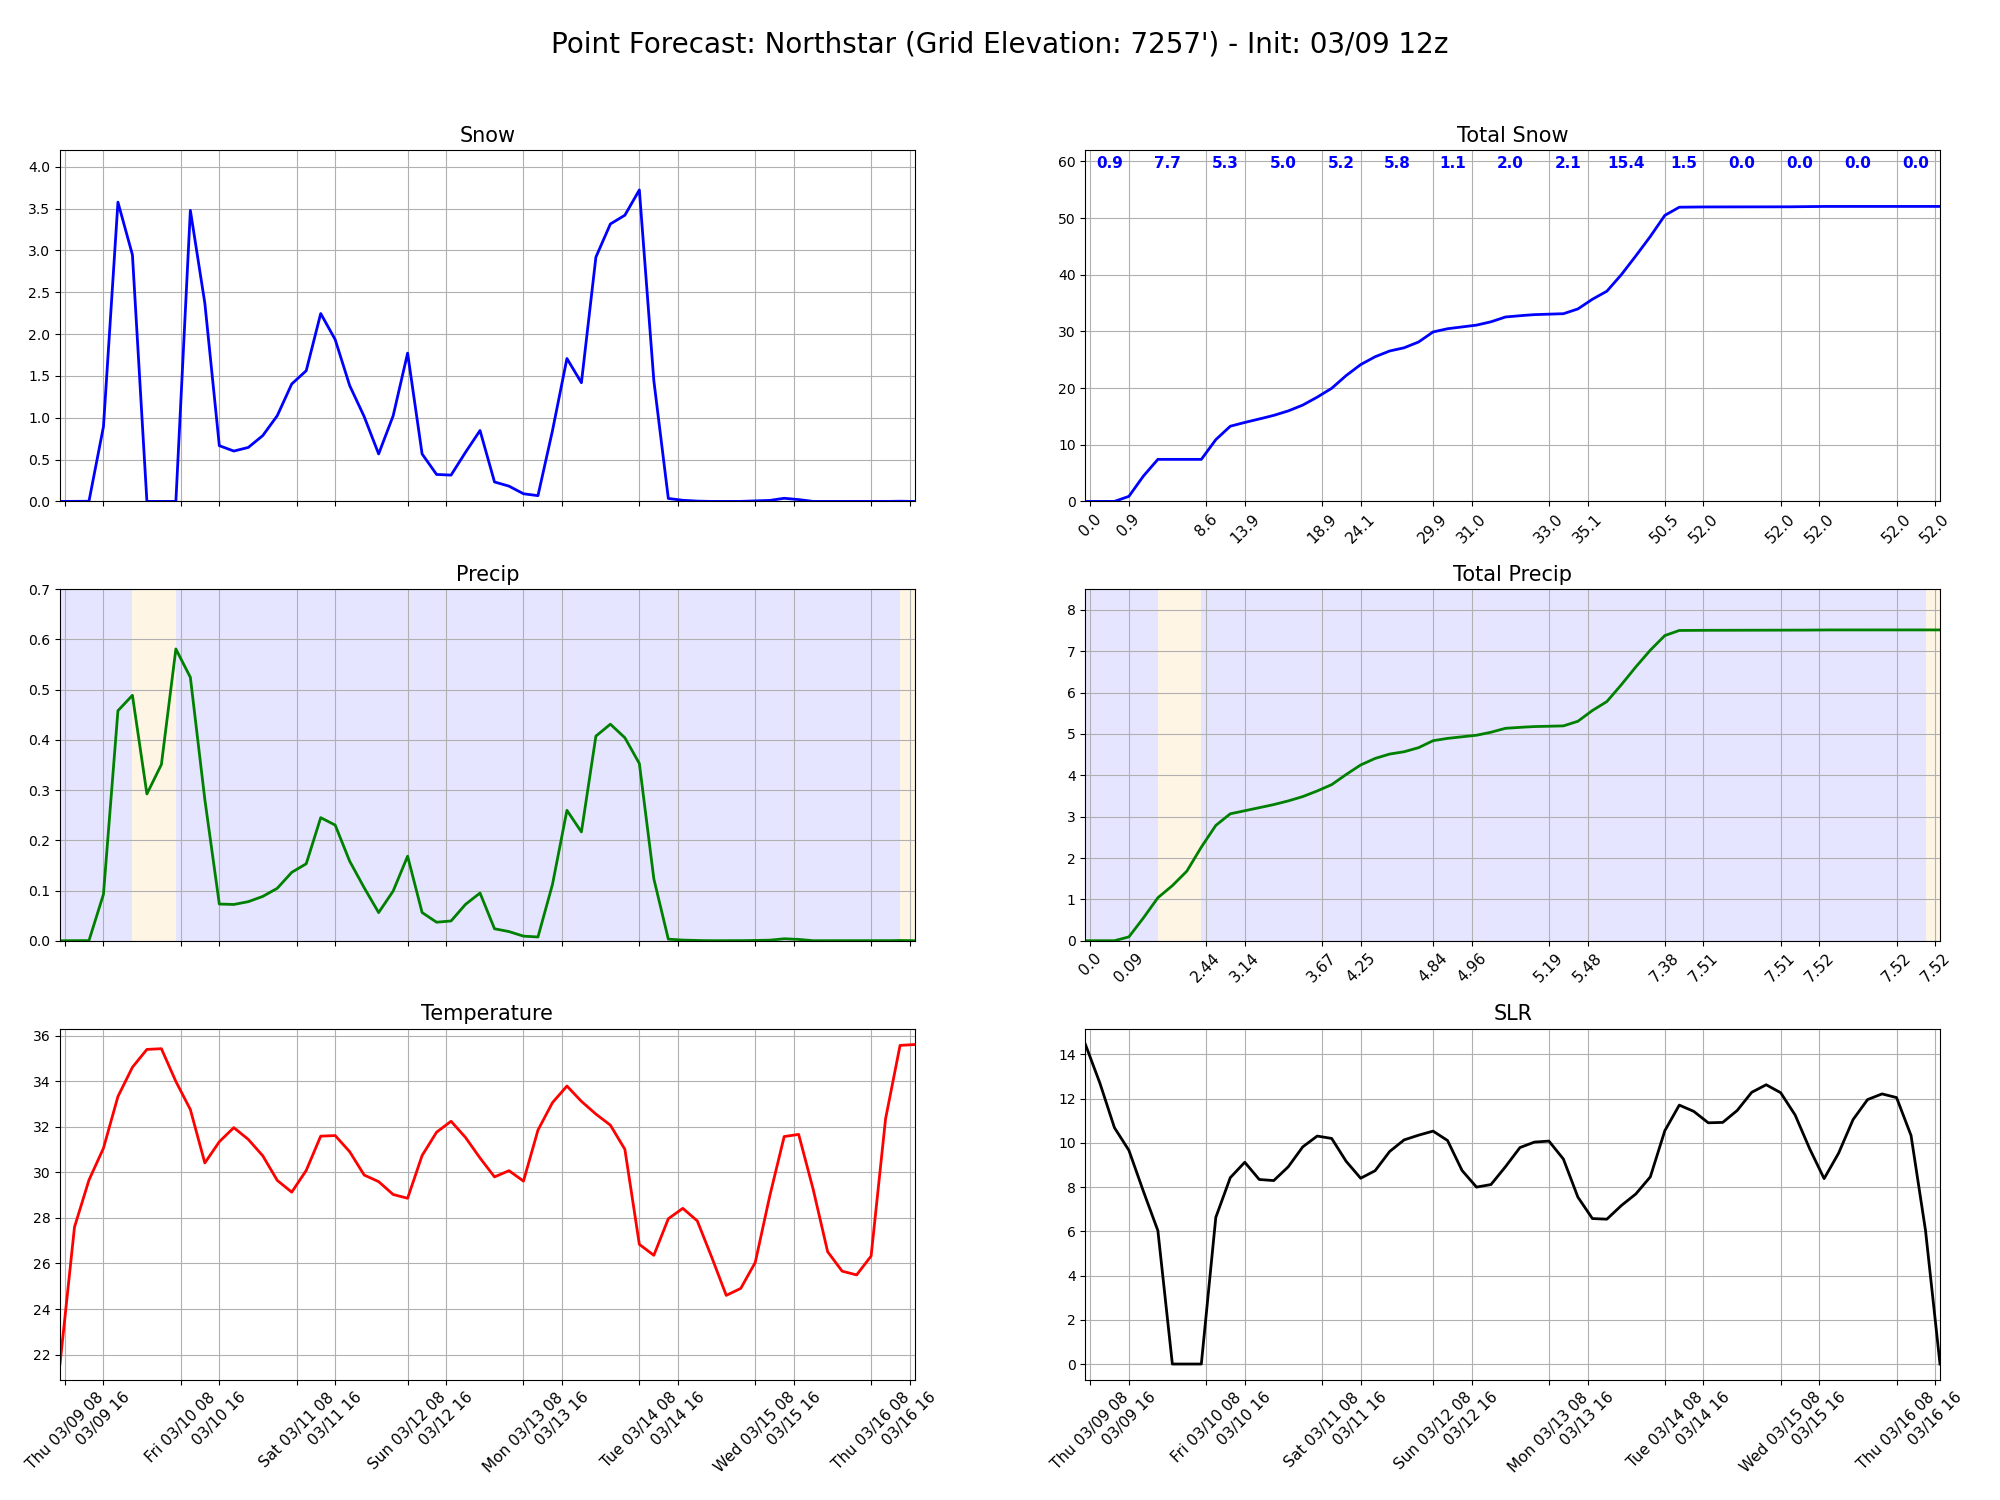 Point Forecast: Northstar (Grid Elevation: 7257') - Init: 03/09 12z
Snow
4.0
3.5
3.0
2.5
2.0
1.5
1.0
0.5
0.0
Total Snow
0.9 7.7 5.3 5.0 5.2 5.8 1.1 2.0 2.1 15.4 1.5 0.0 0.0 0.0 0.0
60
50
40
30
20
10
0
0.0 0.9 8.6 13.9 18.9 24.1 29.9 31.0 33.0 35.1 50.5 52.0 52.0 52.0 52.0 52.0
Precip
0.7
0.6
0.5
0.4
0.3
0.2
0.1
0.0
Total Precip
8
7
6
5
4
3
2
1
0
0.0 0.09 2.44 3.14 3.67 4.25 4.84 4.96 5.19 5.48 7.38 7.51 7.51 7.52 7.52 7.52
Temperature
36
34
32
30
28
26
24
22
Thu 03/09 08
03/09 16
Fri 03/10 08
03/10 16
Sat 03/11 08
03/11 16
Sun 03/12 08
03/12 16
Mon 03/13 08
03/13 16
Tue 03/14 08
03/14 16
Wed 03/15 08
03/15 16
Thu 03/16 08
03/16 16
SLR
14
12
10
8
6
4
2
0
Thu 03/09 08
03/09 16
Fri 03/10 08
03/10 16
Sat 03/11 08
03/11 16
Sun 03/12 08
03/12 16
Mon 03/13 08
03/13 16
Tue 03/14 08
03/14 16
Wed 03/15 08
03/15 16
Thu 03/16 08
03/16 16